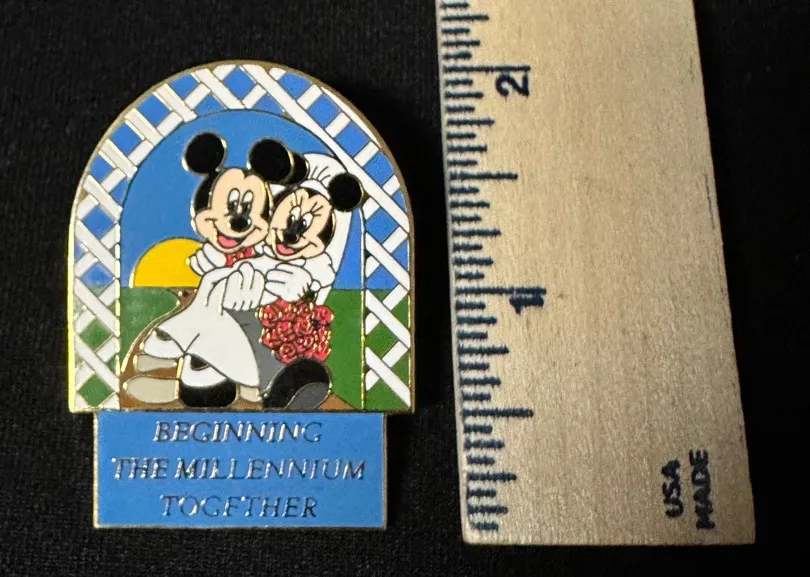 BEGINNING
THE MILLENNIUM
TOGETHER
2
1
USA
MADE